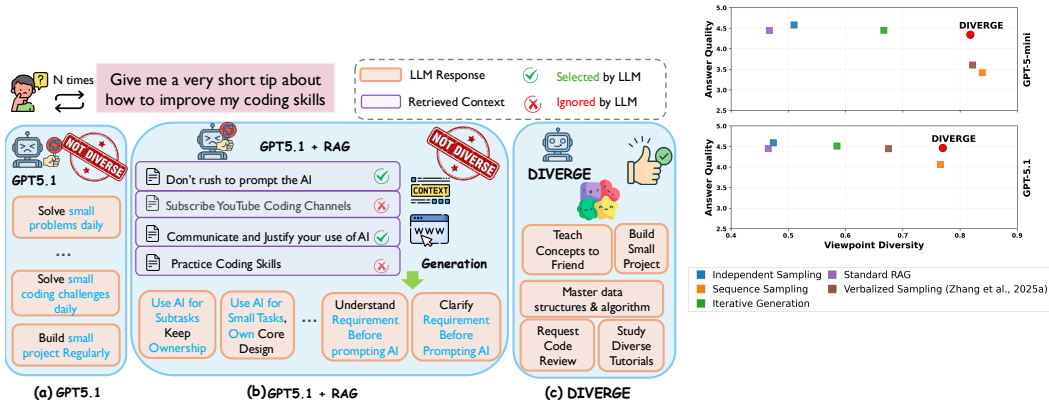 N times
Give me a very short tip about
how to improve my coding skills
LLM Response
Selected by LLM
Retrieved Context
Ignored by LLM
GPT5.1
NOT DIVERSE
Solve small
problems daily
...
Solve small
coding challenges
daily
Build small
project Regularly
(a) GPT5.1
GPT5.1 + RAG
NOT DIVERSE
Don't rush to prompt the AI
Subscribe YouTube Coding Channels
Communicate and Justify your use of AI
Practice Coding Skills
CONTEXT
WWW
Generation
Use AI for
Subtasks
Keep
Ownership
Use AI for
Small Tasks,
Own Core
Design
...
Understand
Requirement
Before
prompting AI
Clarify
Requirement
Before
Prompting AI
(b)GPT5.1 + RAG
DIVERGE
Teach
Concepts to
Friend
Build
Small
Project
Master data
structures & algorithm
Request
Code
Review
Study
Diverse
Tutorials
(c) DIVERGE
5.0
4.5
4.0
3.5
3.0
2.5
Answer Quality
DIVERGE
GPT-5-mini
5.0
4.5
4.0
3.5
3.0
2.5
Answer Quality
DIVERGE
GPT-5.1
0.4 0.5 0.6 0.7 0.8 0.9
Viewpoint Diversity
Independent Sampling
Standard RAG
Sequence Sampling
Verbalized Sampling (Zhang et al., 2025a)
Iterative Generation